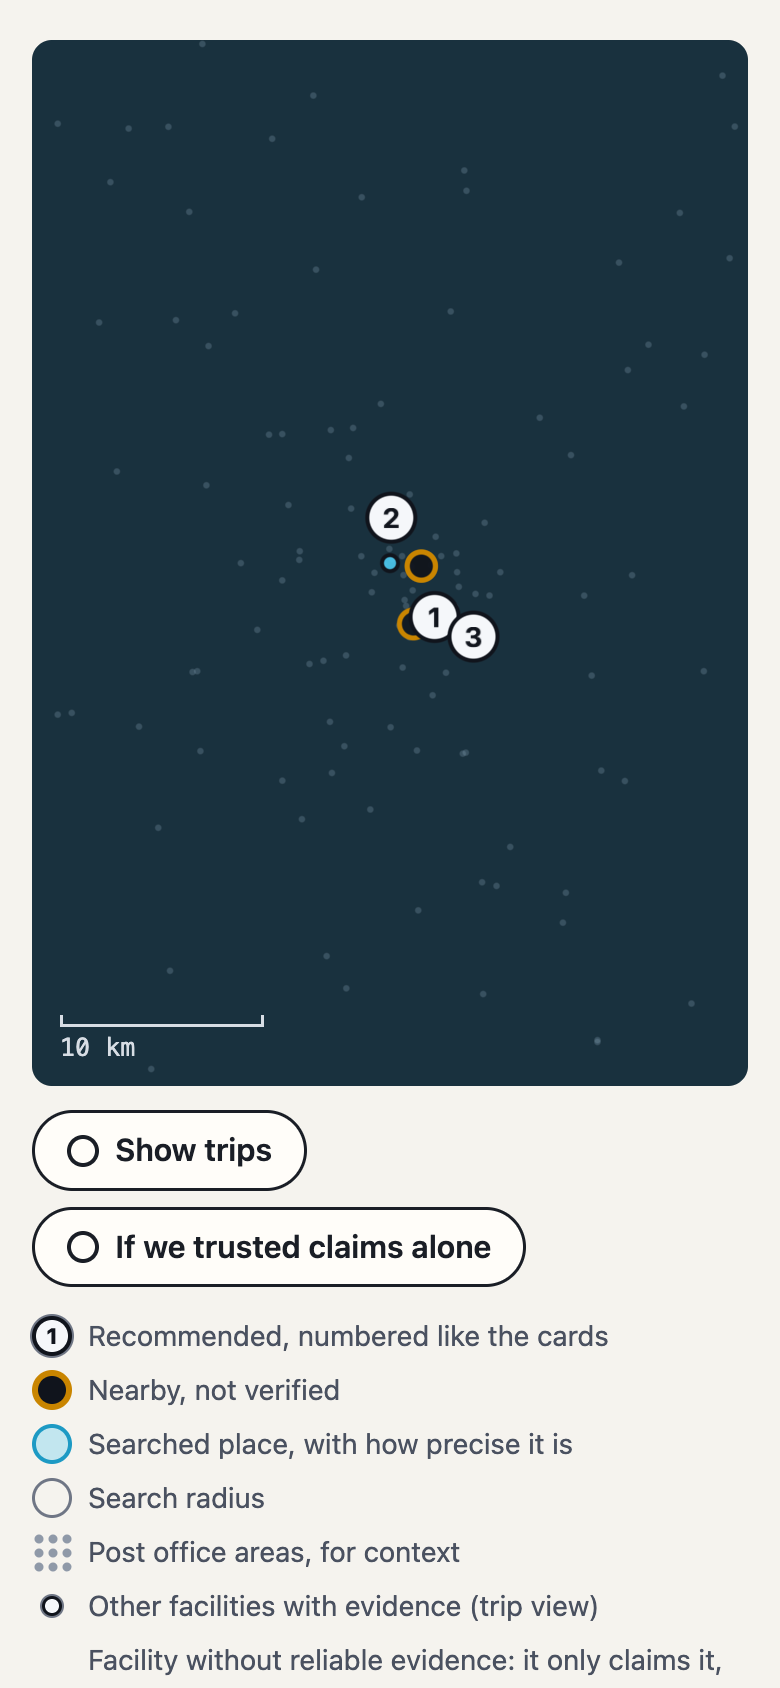 2
1
3
10 km
Show trips
If we trusted claims alone
1 Recommended, numbered like the cards
Nearby, not verified
Searched place, with how precise it is
Search radius
Post office areas, for context
Other facilities with evidence (trip view)
Facility without reliable evidence: it only claims it,